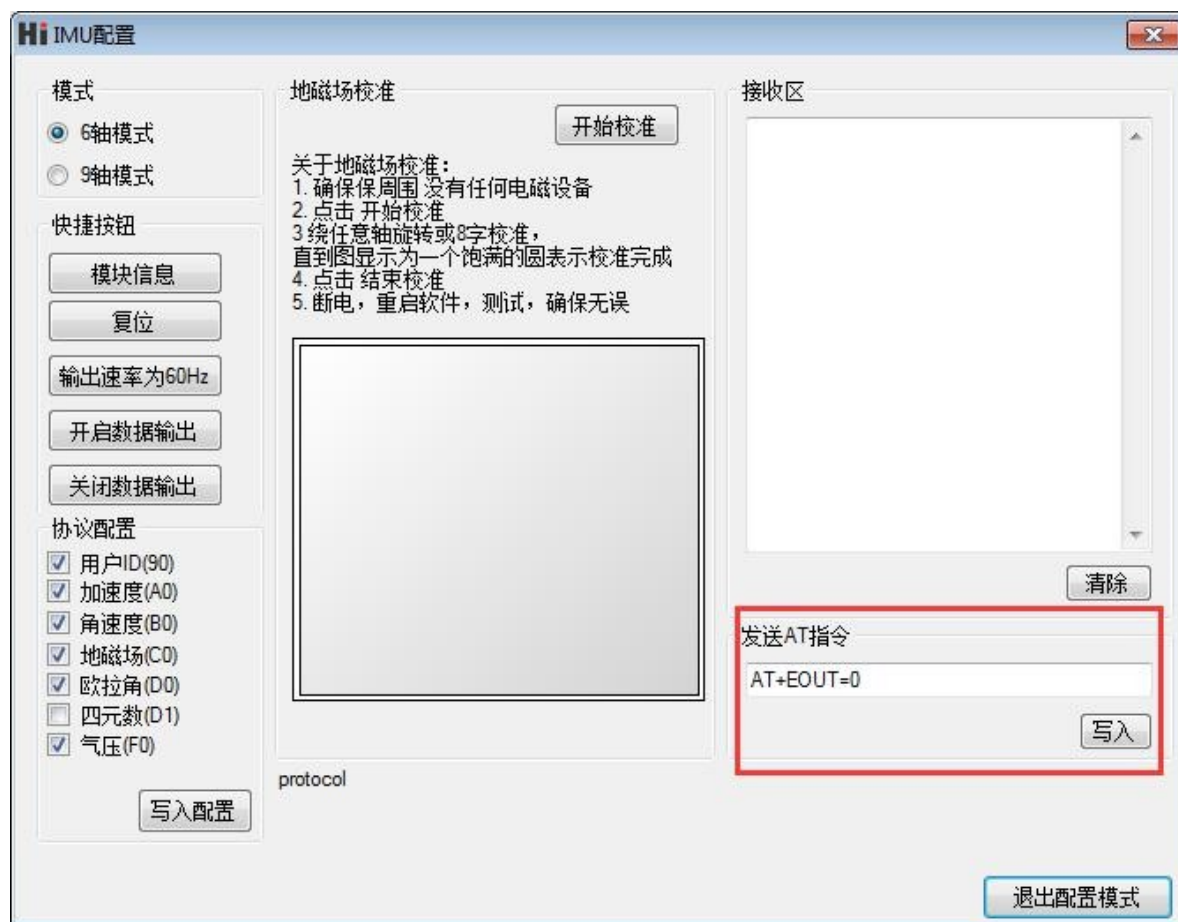 Hi IMU配置
模式
6轴模式
9轴模式
快捷按钮
模块信息
复位
输出速率为60Hz
开启数据输出
关闭数据输出
协议配置
用户ID(90)
加速度(A0)
角速度(B0)
地磁场(C0)
欧拉角(D0)
四元数(D1)
气压(F0)
写入配置
地磁场校准
开始校准
关于地磁场校准：
1. 确保保周围 没有任何电磁设备
2. 点击 开始校准
3 绕任意轴旋转或8字校准，
直到图显示为一个饱满的圆表示校准完成
4. 点击 结束校准
5. 断电，重启软件，测试，确保无误
protocol
接收区
清除
发送AT指令
AT+EOUT=0
写入
退出配置模式